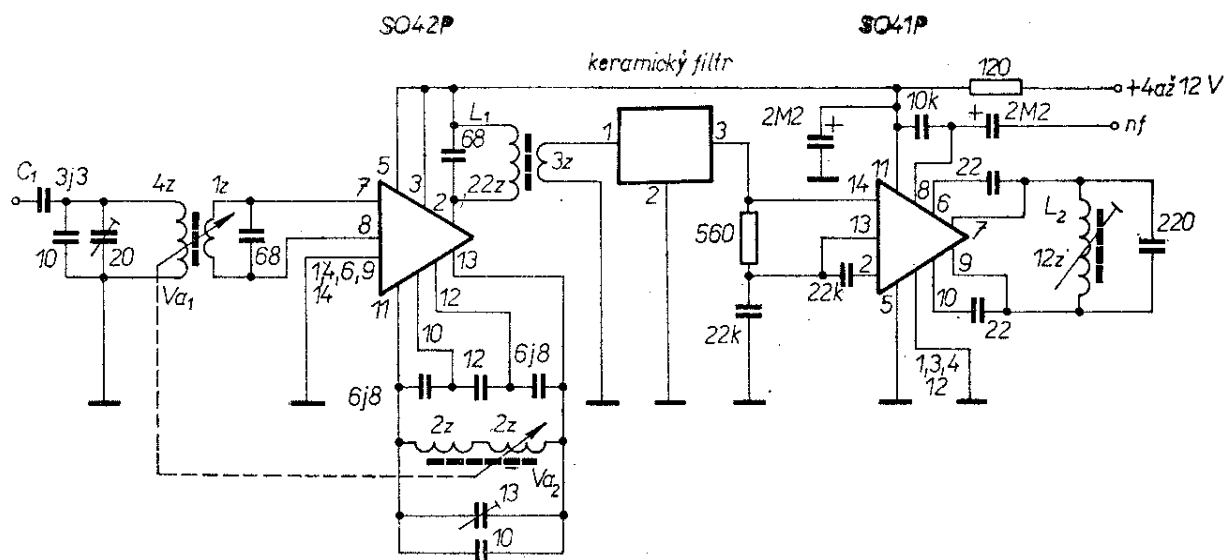 SO42P
SO41P
keramický filtr
120
+4až 12 V
10k
2M2
+
+
2M2
nf
L1
68
3z
22z
1
3
2
C1
3j3
4z
1z
10
20
68
Va1
5
3
2
7
8
13
1,4,6,9
14
11
12
10
560
22k
22k
11
14
8
6
22
13
7
2
9
10
5
22
1,3,4
12
L2
12z
220
6j8
12
6j8
2z
2z
Va2
13
10